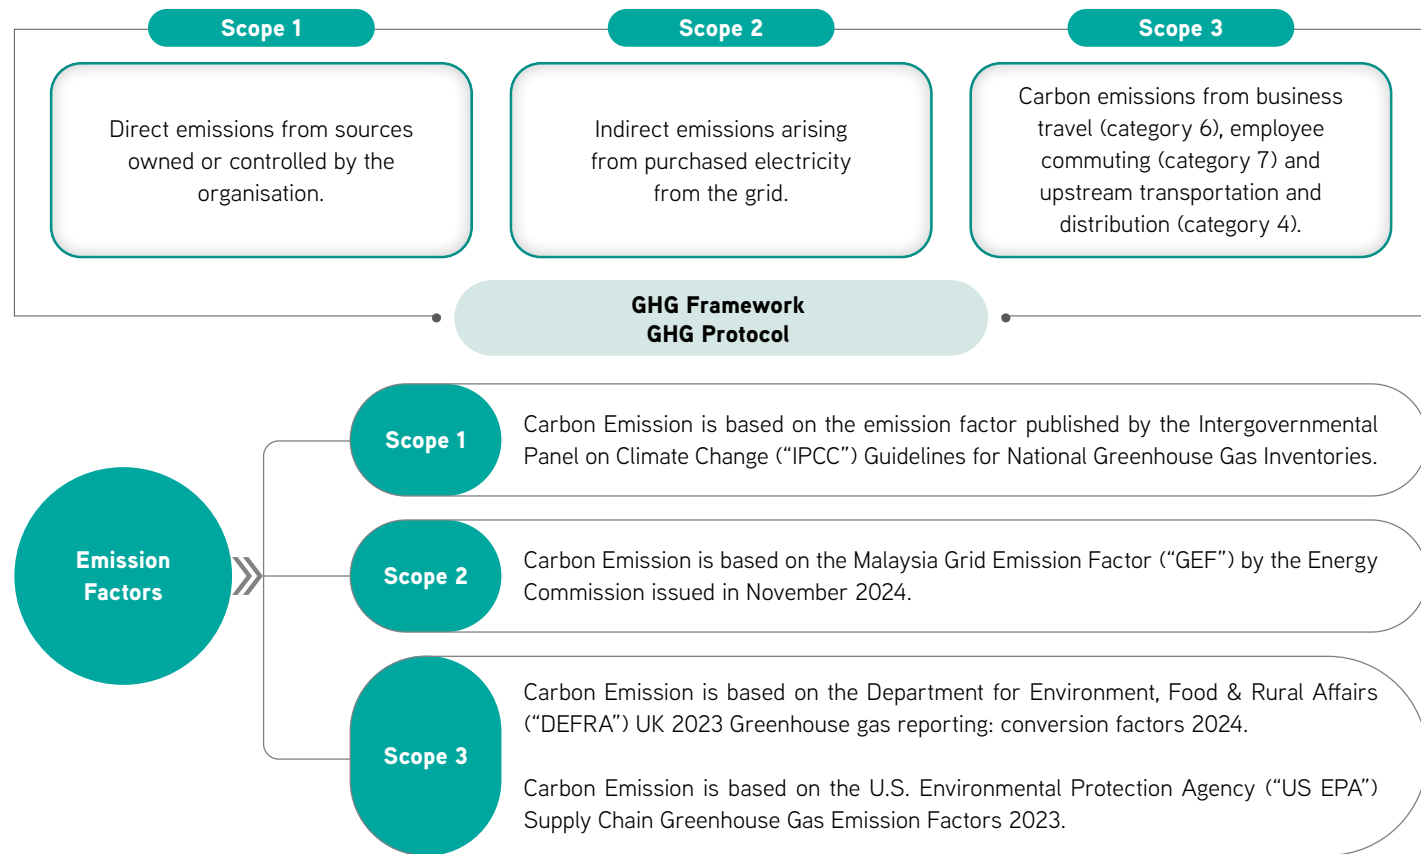 Scope 1
Scope 2
Scope 3
Direct emissions from sources
owned or controlled by the
organisation.
Indirect emissions arising
from purchased electricity
from the grid.
Carbon emissions from business
travel (category 6), employee
commuting (category 7) and
upstream transportation and
distribution (category 4).
GHG Framework
GHG Protocol
Emission
Factors
Scope 1
Carbon Emission is based on the emission factor published by the Intergovernmental
Panel on Climate Change (“IPCC”) Guidelines for National Greenhouse Gas Inventories.
Scope 2
Carbon Emission is based on the Malaysia Grid Emission Factor (“GEF”) by the Energy
Commission issued in November 2024.
Scope 3
Carbon Emission is based on the Department for Environment, Food & Rural Affairs
(“DEFRA”) UK 2023 Greenhouse gas reporting: conversion factors 2024.
Carbon Emission is based on the U.S. Environmental Protection Agency (“US EPA”)
Supply Chain Greenhouse Gas Emission Factors 2023.